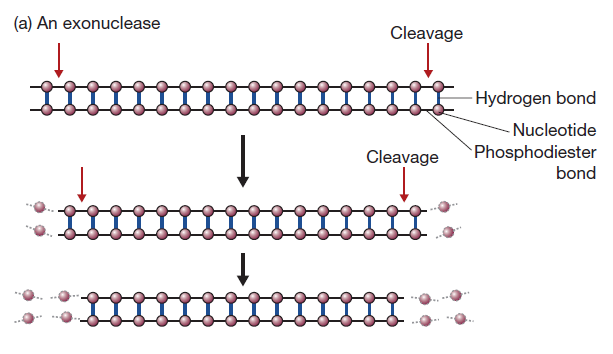 (a) An exonuclease
Cleavage
Hydrogen bond
Nucleotide
Cleavage
Phosphodiester
bond